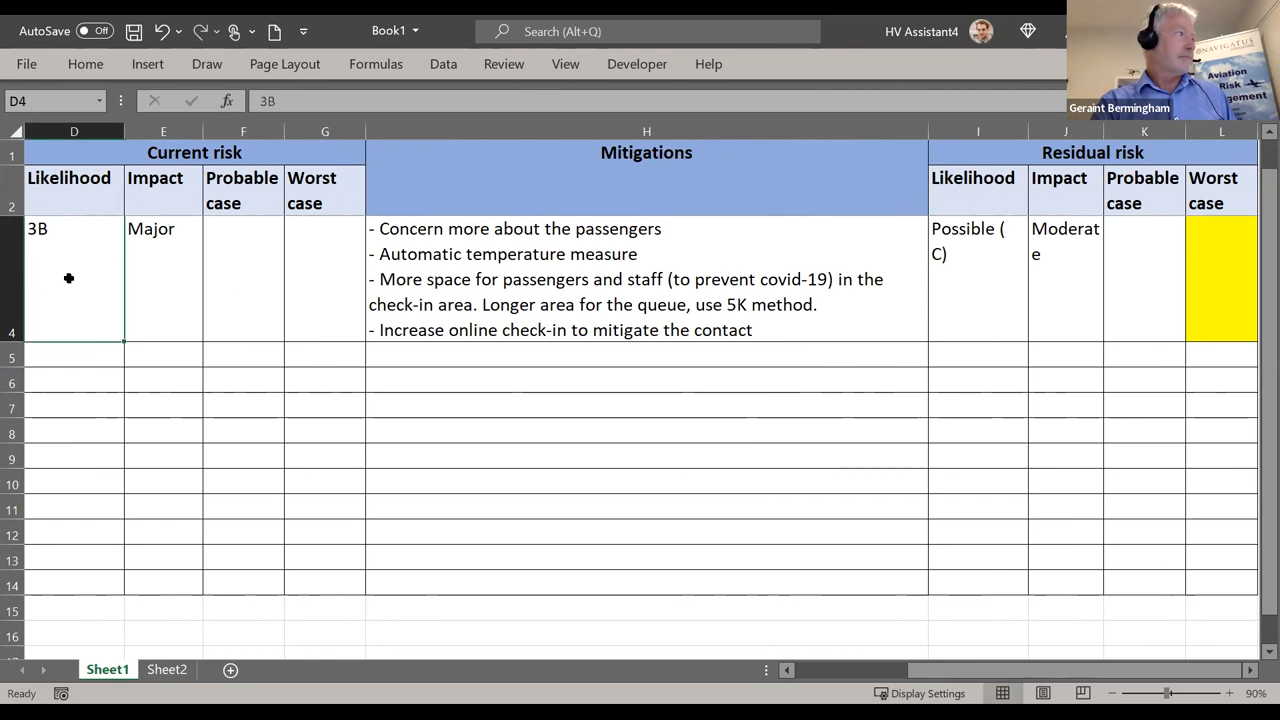 AutoSave Off Book1 Search (Alt+Q) HV Assistant4
File Home Insert Draw Page Layout Formulas Data Review View Developer Help
NAVIGATUS
Aviation
Risk
Geraint Bermingham
D4 fx 3B
D E F G H I J K L
1 Current risk Mitigations Residual risk
Likelihood Impact Probable Worst Likelihood Impact Probable Worst
2 case case case case
3B Major - Concern more about the passengers Possible ( Moderat
- Automatic temperature measure C) e
- More space for passengers and staff (to prevent covid-19) in the
check-in area. Longer area for the queue, use 5K method.
4 - Increase online check-in to mitigate the contact
5
6
7
8
9
10
11
12
13
14
15
16
Sheet1 Sheet2
Ready Display Settings 90%